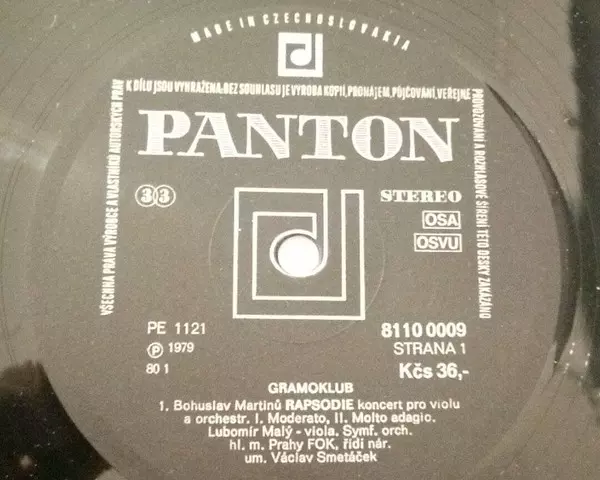 MADE IN CZECHOSLOVAKIA
VŠECHNA PRÁVA VÝROBCE A VLASTNÍKŮ AUTORSKÝCH PRÁV
K DÍLU JSOU VYHRAŽENA. BEZ SOUHLASU JE VÝROBA KOPIÍ, PRONÁJEM, PŮJČOVÁNÍ, VEŘEJNÉ
PROVOZOVÁNÍ A ROZHLASOVÉ ŠÍŘENÍ TÉTO DESKY ZAKÁZÁNO
PANTON
33
STEREO
OSA
OSVU
PE 1121
8110 0009
Ⓟ 1979
STRANA 1
80 1
Kčs 36,-
GRAMOKLUB
1. Bohuslav Martinů RAPSODIE koncert pro violu
a orchestr. I. Moderato, II. Molto adagio.
Lubomír Malý - viola. Symf. orch.
hl. m. Prahy FOK, řídí nár.
um. Václav Smetáček